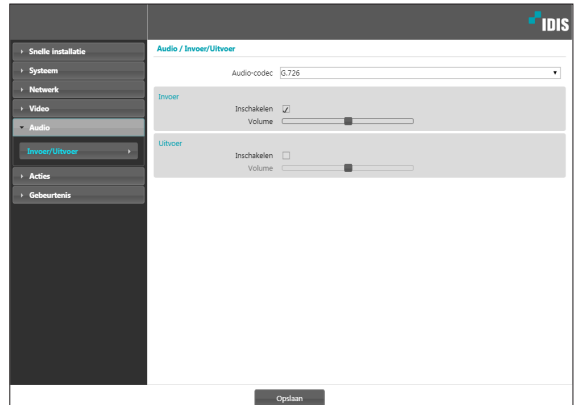 IDIS
Snelle installatie
Systeem
Netwerk
Video
Audio
Invoer/Uitvoer
Acties
Gebeurtenis
Audio / Invoer/Uitvoer
Audio-codec G.726
Invoer
Inschakelen
Volume
Uitvoer
Inschakelen
Volume
Opslaan